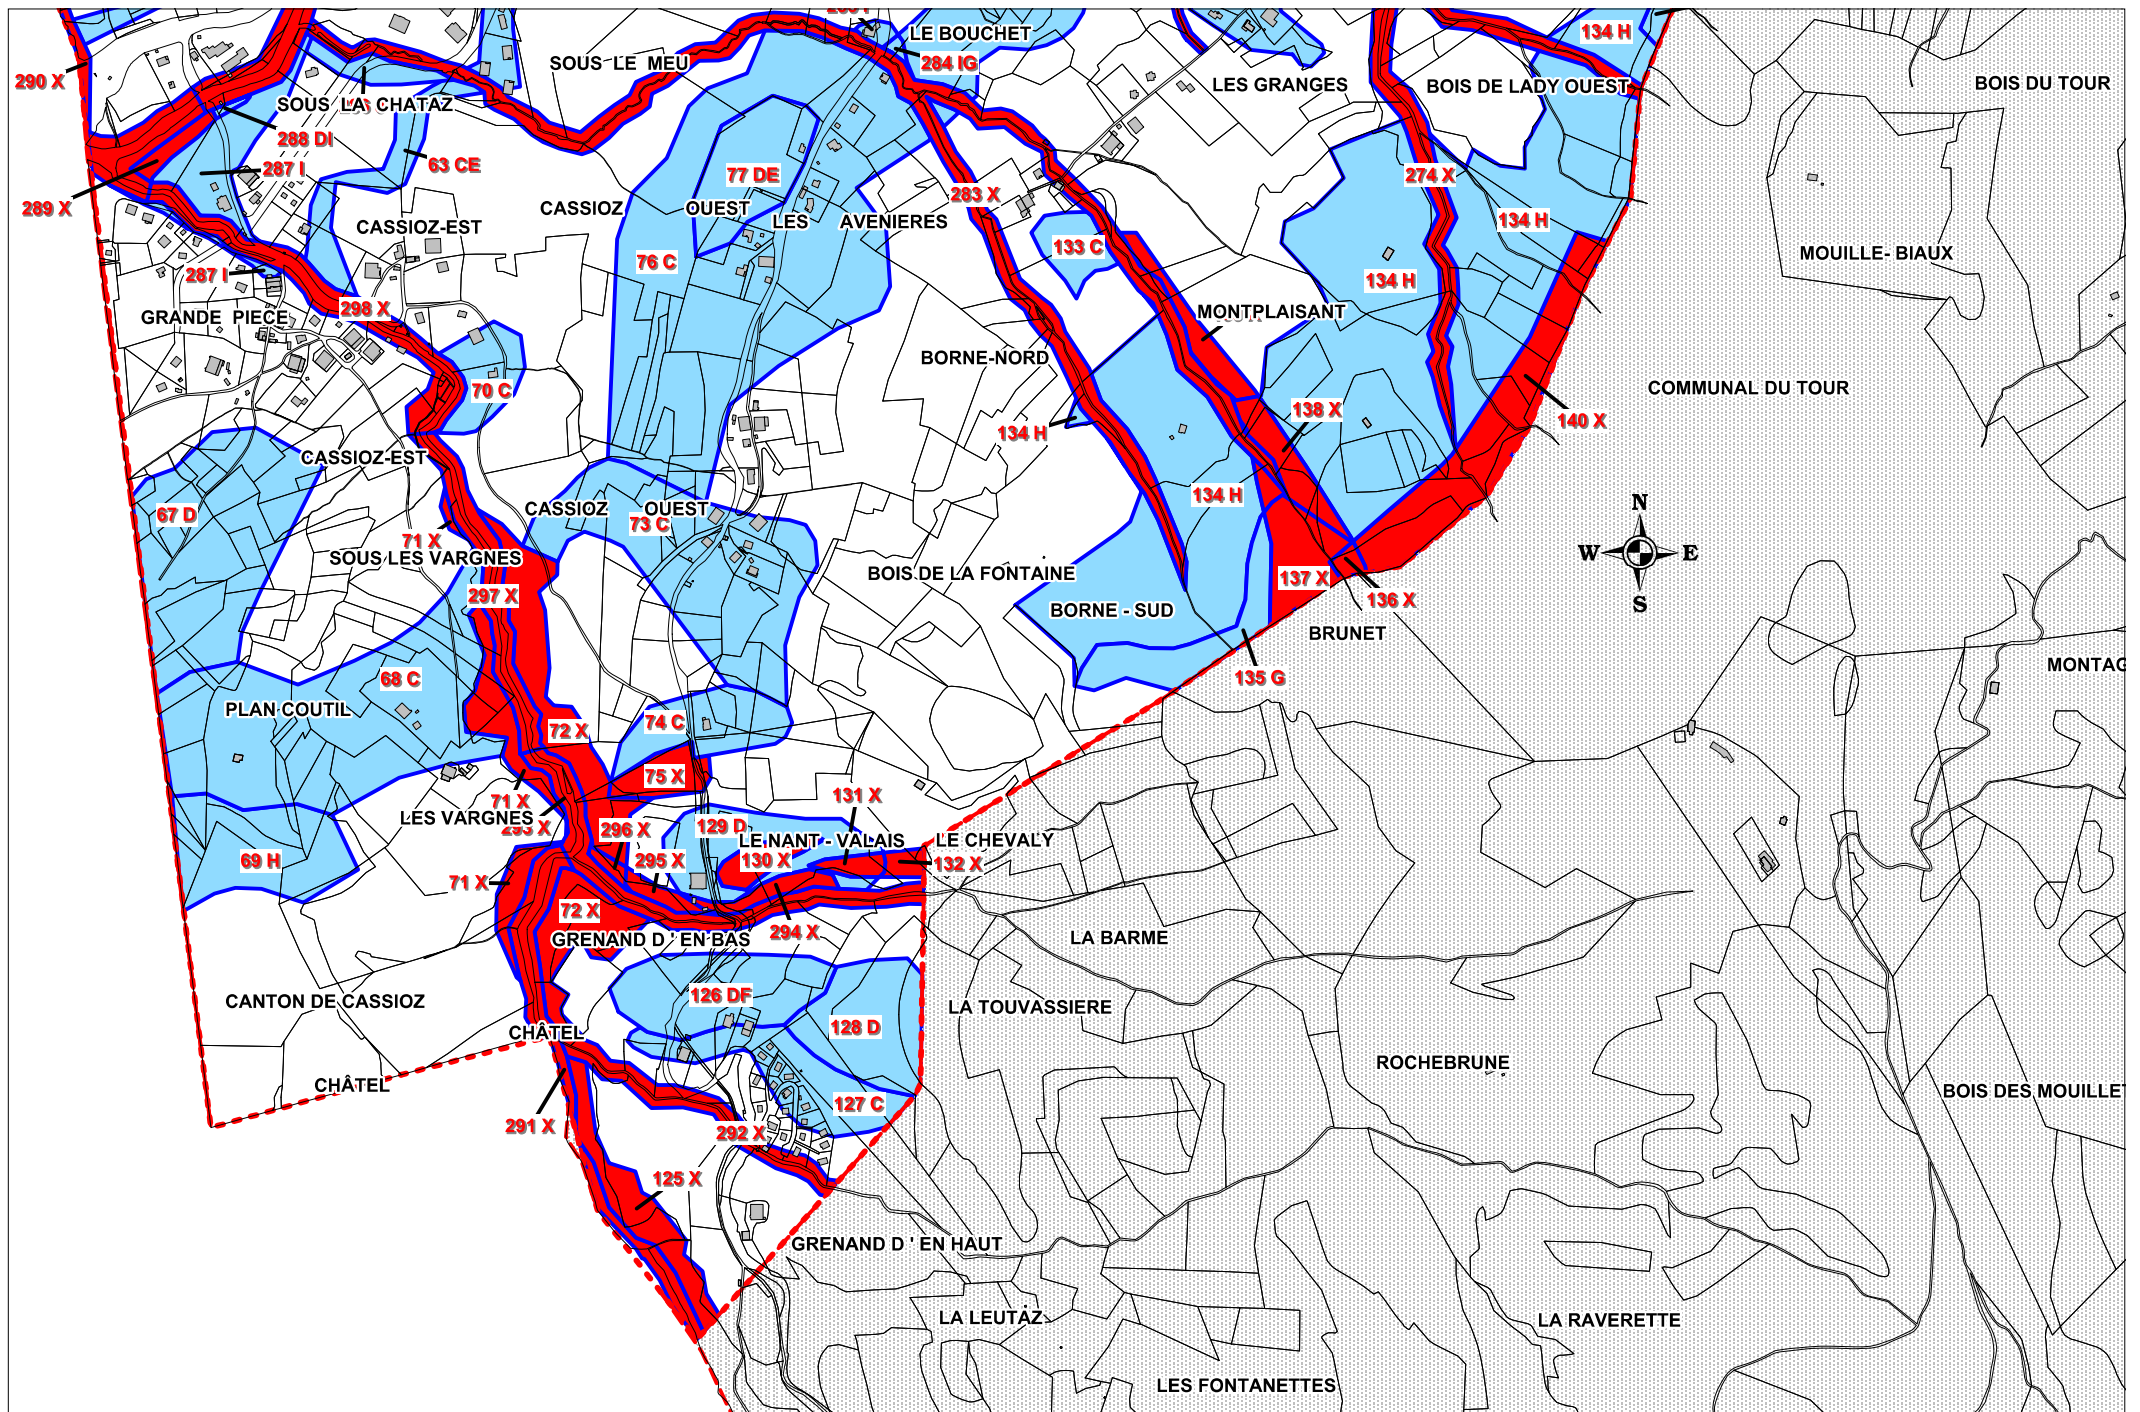 LE BOUCHET
134 H
SOUS LE MEU
284 IG
290 X
LES GRANGES
BOIS DE LADY OUEST
BOIS DU TOUR
SOUS LA CHATAZ
288 DI
287 I
63 CE
77 DE
274 X
289 X
CASSIOZ OUEST
283 X
LES AVENIERES
134 H
CASSIOZ-EST
133 C
MOUILLE- BIAUX
76 C
287 I
134 H
298 X
GRANDE PIECE
MONTPLAISANT
BORNE-NORD
COMMUNAL DU TOUR
70 C
138 X
140 X
134 H
CASSIOZ-EST
134 H
N
67 D
CASSIOZ OUEST
73 C
71 X
W
E
SOUS LES VARGNES
BOIS DE LA FONTAINE
137 X
297 X
136 X
S
BORNE - SUD
BRUNET
MONTAG
68 C
135 G
PLAN COUTIL
74 C
72 X
75 X
71 X
131 X
LES VARGNES
296 X
129 D
LE NANT - VALAIS
LE CHEVALY
69 H
295 X
130 X
132 X
71 X
72 X
294 X
GRENAND D ' EN BAS
LA BARME
126 DF
CANTON DE CASSIOZ
LA TOUVASSIERE
128 D
CHÂTEL
ROCHEBRUNE
CHÂTEL
BOIS DES MOUILLET
127 C
291 X
292 X
125 X
GRENAND D ' EN HAUT
LA LEUTAZ
LA RAVERETTE
LES FONTANETTES